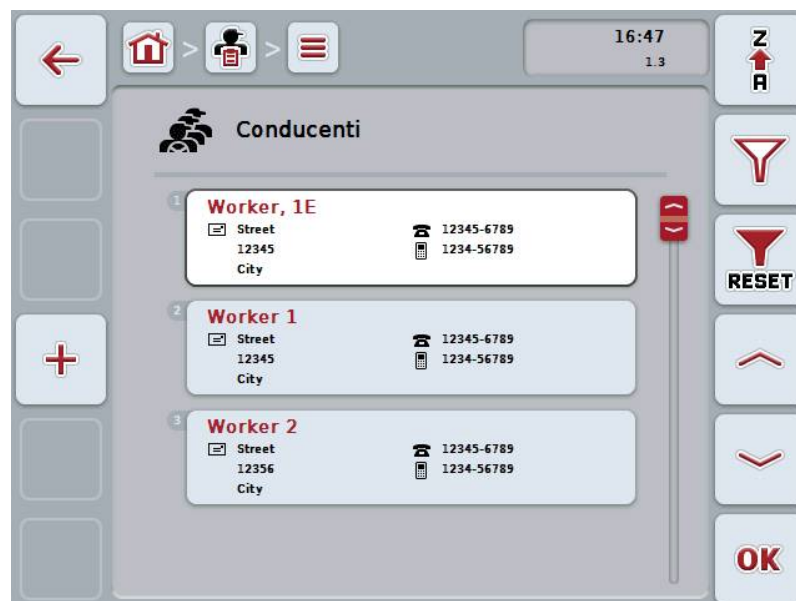 16:47
1.3
Z
A
Conducenti
1
Worker, 1E
Street
12345-6789
12345
1234-56789
City
RESET
2
Worker 1
Street
12345-6789
12345
1234-56789
City
3
Worker 2
Street
12345-6789
12356
1234-56789
City
OK